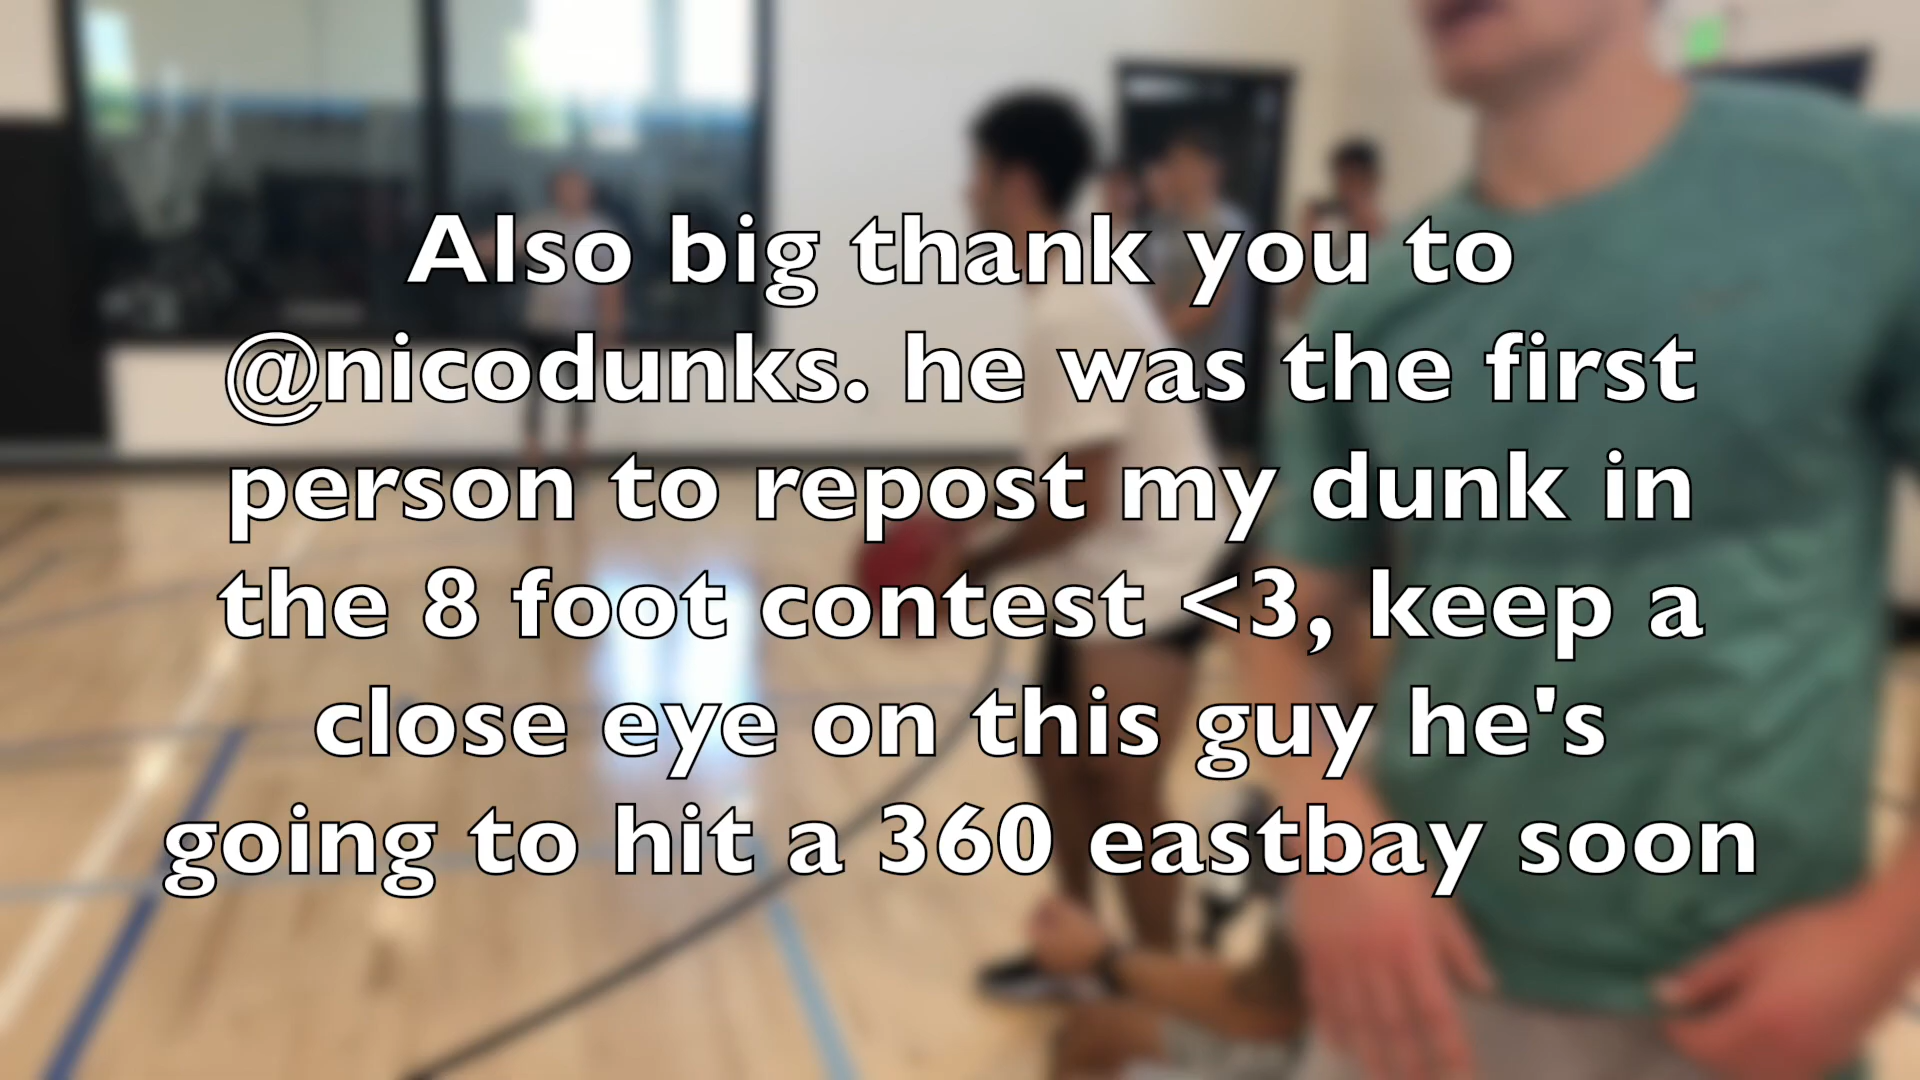 Also big thank you to
@nicodunks. he was the first
person to repost my dunk in
the 8 foot contest <3, keep a
close eye on this guy he's
going to hit a 360 eastbay soon